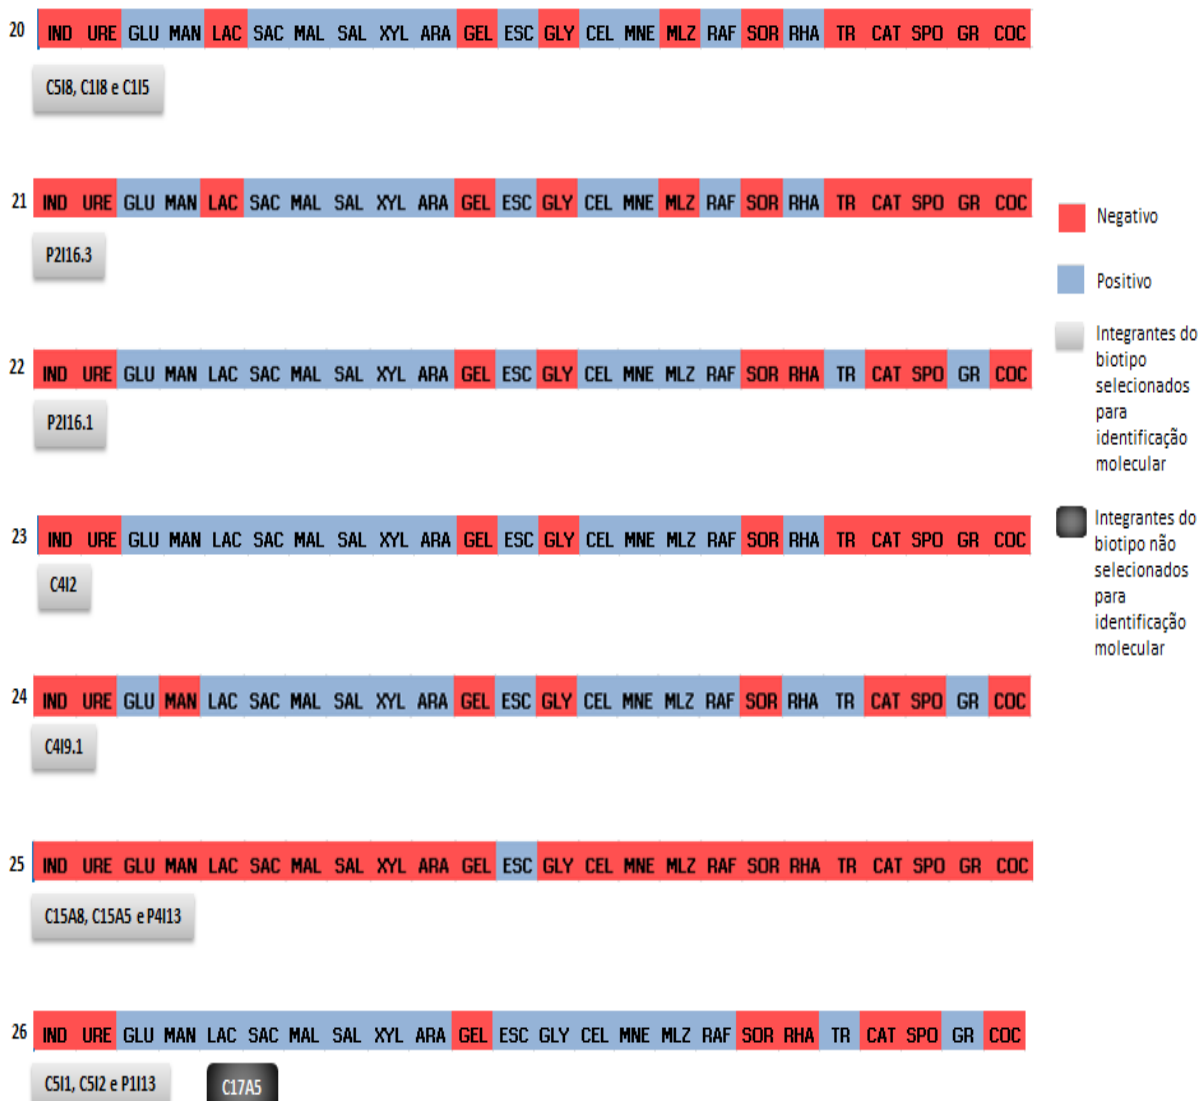 20 IND URE GLU MAN LAC SAC MAL SAL XYL ARA GEL ESC GLY CEL MNE MLZ RAF SOR RHA TR CAT SPO GR COC
C5I8, C1I8 e C1I5
21 IND URE GLU MAN LAC SAC MAL SAL XYL ARA GEL ESC GLY CEL MNE MLZ RAF SOR RHA TR CAT SPO GR COC
P2I16.3
22 IND URE GLU MAN LAC SAC MAL SAL XYL ARA GEL ESC GLY CEL MNE MLZ RAF SOR RHA TR CAT SPO GR COC
P2I16.1
23 IND URE GLU MAN LAC SAC MAL SAL XYL ARA GEL ESC GLY CEL MNE MLZ RAF SOR RHA TR CAT SPO GR COC
C4I2
24 IND URE GLU MAN LAC SAC MAL SAL XYL ARA GEL ESC GLY CEL MNE MLZ RAF SOR RHA TR CAT SPO GR COC
C4I9.1
25 IND URE GLU MAN LAC SAC MAL SAL XYL ARA GEL ESC GLY CEL MNE MLZ RAF SOR RHA TR CAT SPO GR COC
C15A8, C15A5 e P4I13
26 IND URE GLU MAN LAC SAC MAL SAL XYL ARA GEL ESC GLY CEL MNE MLZ RAF SOR RHA TR CAT SPO GR COC
C5I1, C5I2 e P1I13
C17A5
Negativo
Positivo
Integrantes do
biotipo
selecionados
para
identificação
molecular
Integrantes do
biotipo não
selecionados
para
identificação
molecular